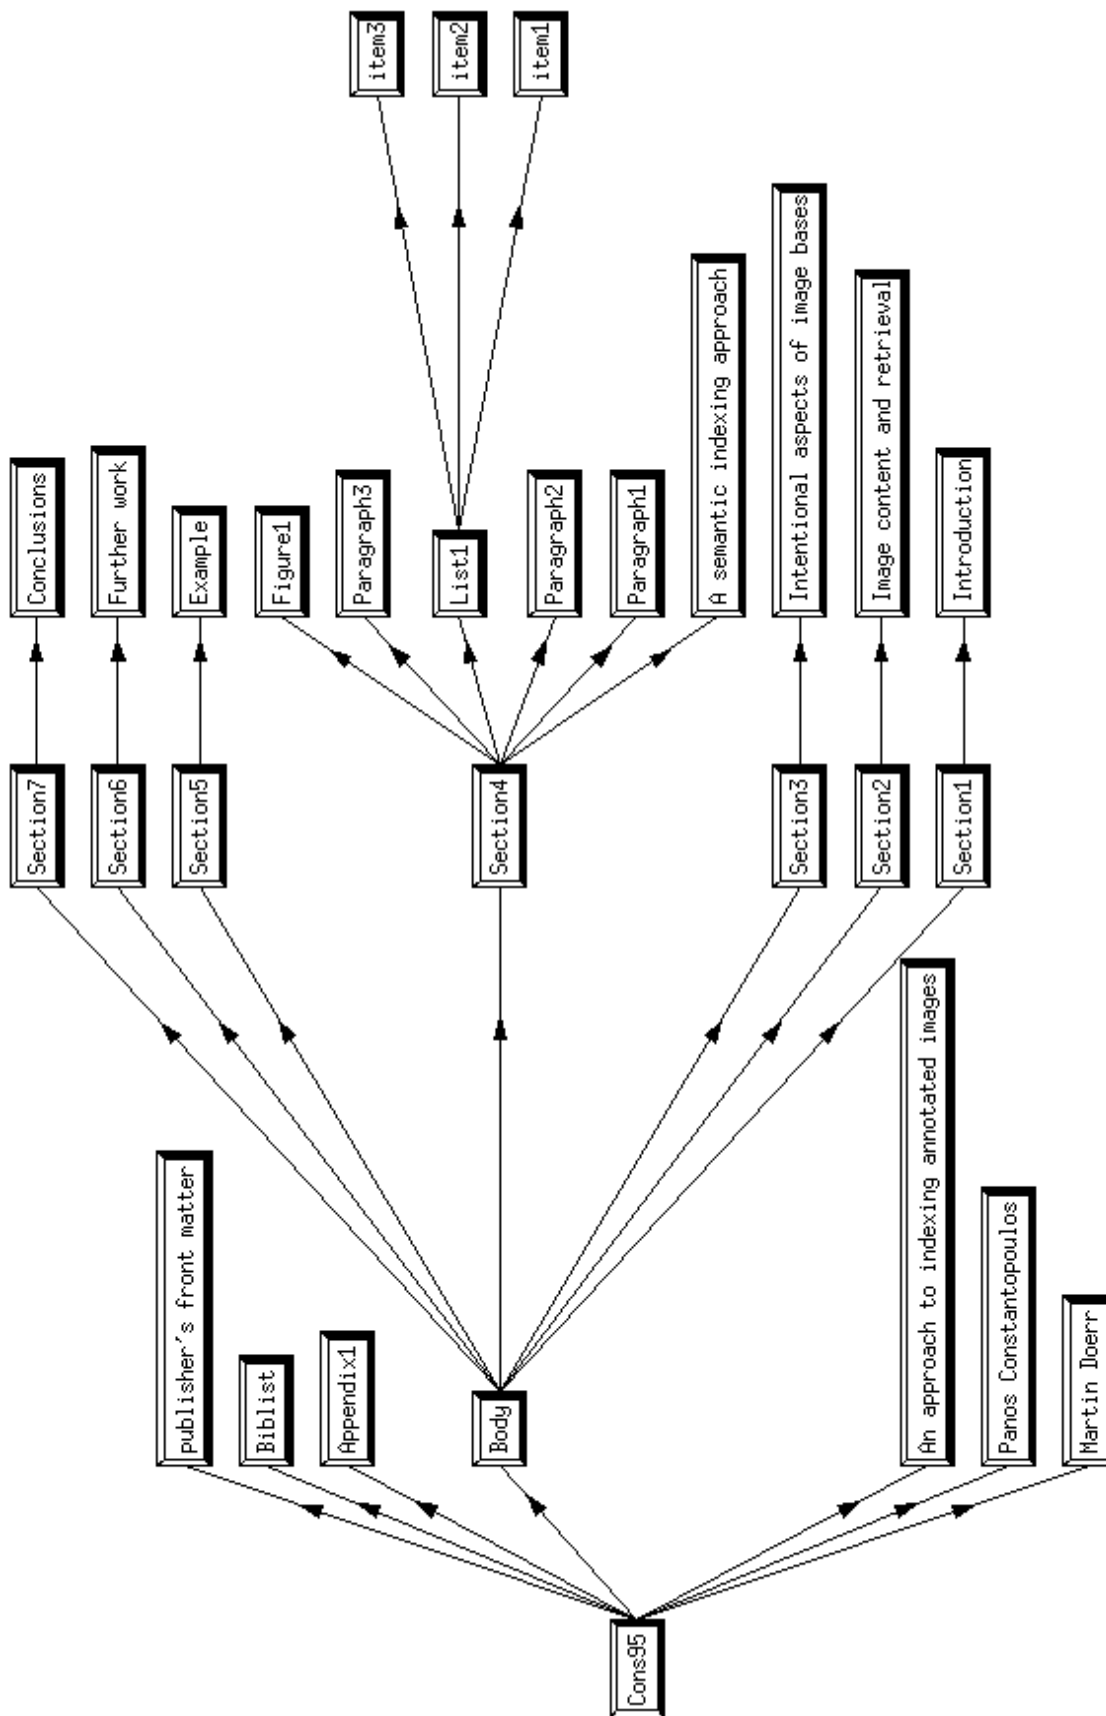 Cons95
publisher's front matter
Biblist
Appendix1
Body
An approach to indexing annotated images
Panos Constantopoulos
Martin Doerr
Section7
Section6
Section5
Section4
Section3
Section2
Section1
Conclusions
Further work
Example
Figure1
Paragraph3
List1
Paragraph2
Paragraph1
A semantic indexing approach
Intentional aspects of image bases
Image content and retrieval
Introduction
item3
item2
item1